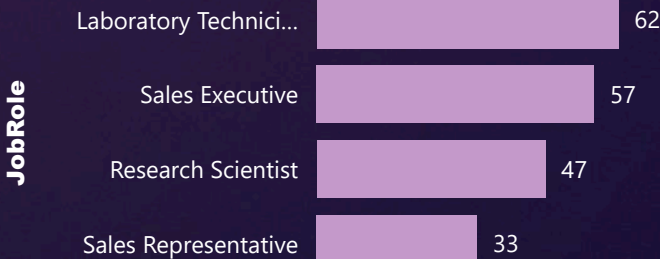 JobRole
Laboratory Technici... 62
Sales Executive 57
Research Scientist 47
Sales Representative 33